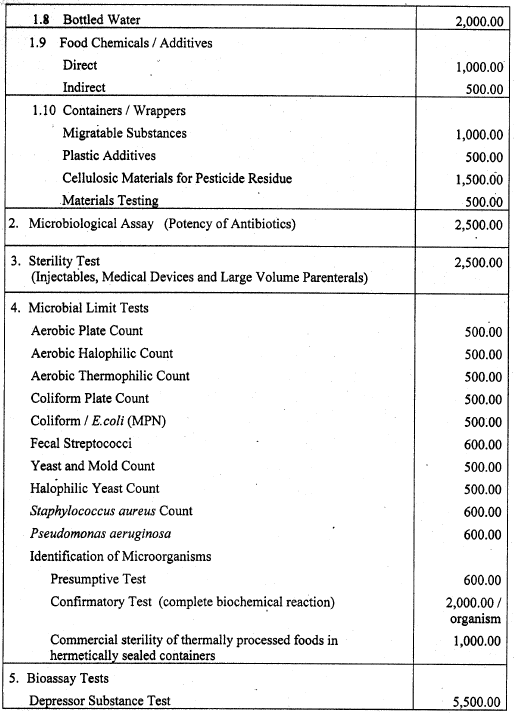 1.8 Bottled Water 2,000.00
1.9 Food Chemicals / Additives
Direct 1,000.00
Indirect 500.00
1.10 Containers / Wrappers
Migratable Substances 1,000.00
Plastic Additives 500.00
Cellulosic Materials for Pesticide Residue 1,500.00
Materials Testing 500.00
2. Microbiological Assay (Potency of Antibiotics) 2,500.00
3. Sterility Test 2,500.00
(Injectables, Medical Devices and Large Volume Parenterals)
4. Microbial Limit Tests
Aerobic Plate Count 500.00
Aerobic Halophilic Count 500.00
Aerobic Thermophilic Count 500.00
Coliform Plate Count 500.00
Coliform / E.coli (MPN) 500.00
Fecal Streptococci 600.00
Yeast and Mold Count 500.00
Halophilic Yeast Count 500.00
Staphylococcus aureus Count 600.00
Pseudomonas aeruginosa 600.00
Identification of Microorganisms
Presumptive Test 600.00
Confirmatory Test (complete biochemical reaction) 2,000.00 /
organism
Commercial sterility of thermally processed foods in 1,000.00
hermetically sealed containers
5. Bioassay Tests
Depressor Substance Test 5,500.00